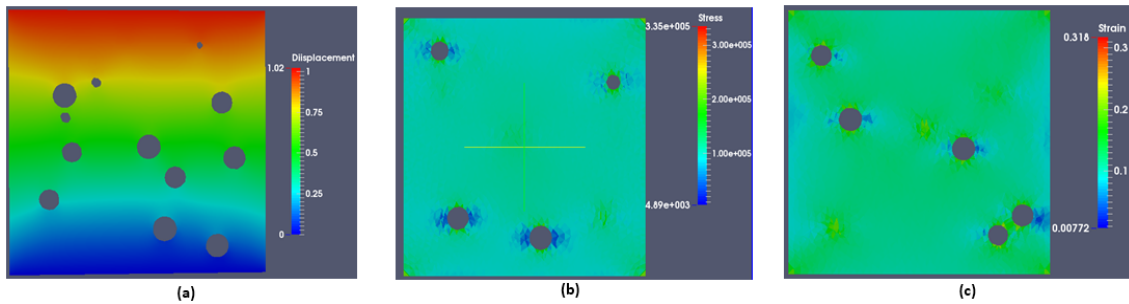 Diisplacement
1.02
1
0.75
0.5
0.25
0
(a)
Stress
3.35e+005
3.00e+005
2.00e+005
1.00e+005
4.89e+003
(b)
Strain
0.318
0.3
0.2
0.1
0.00772
(c)